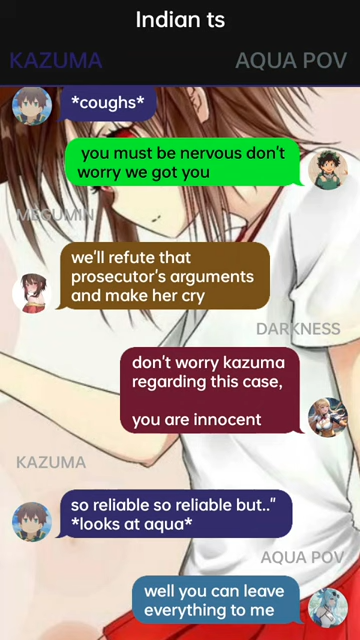 Indian ts
KAZUMA
AQUA POV
*coughs*
you must be nervous don't
worry we got you
MEGUMIN
we'll refute that
prosecutor's arguments
and make her cry
DARKNESS
don't worry kazuma
regarding this case,
you are innocent
KAZUMA
so reliable so reliable but.."
*looks at aqua*
AQUA POV
well you can leave
everything to me